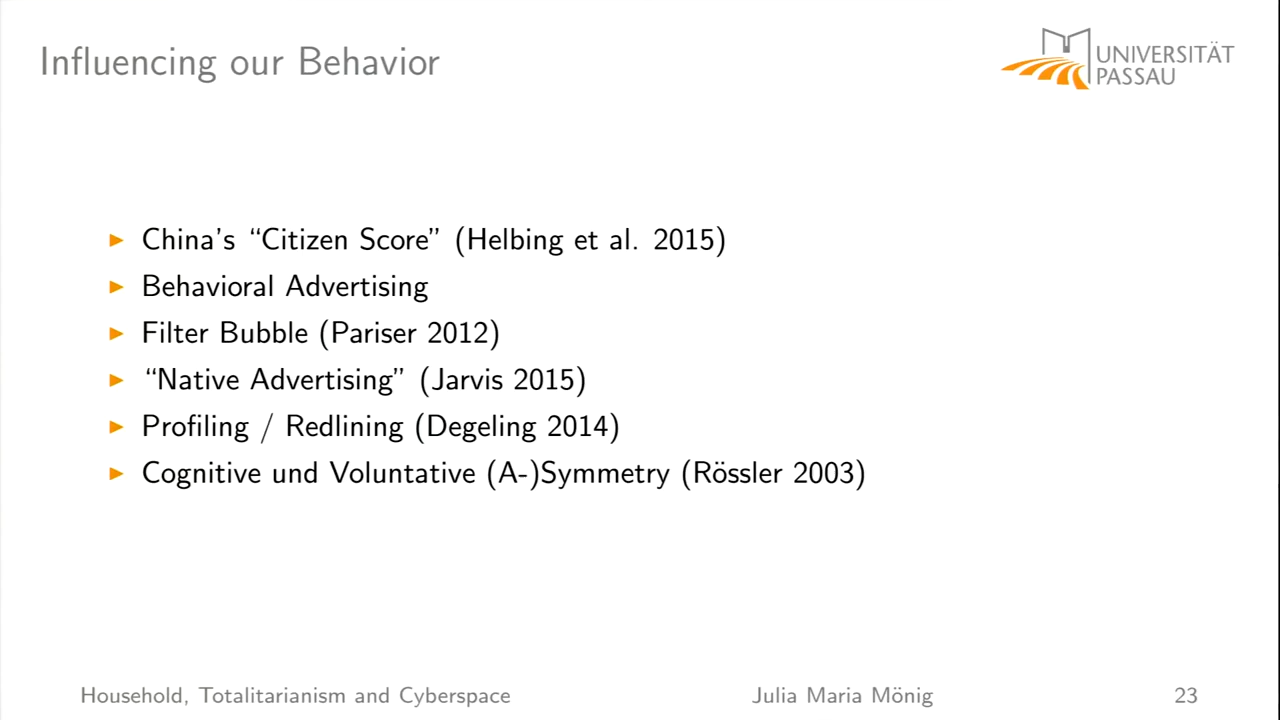 Influencing our Behavior
UNIVERSITÄT
PASSAU
China's “Citizen Score” (Helbing et al. 2015)
Behavioral Advertising
Filter Bubble (Pariser 2012)
“Native Advertising” (Jarvis 2015)
Profiling / Redlining (Degeling 2014)
Cognitive und Voluntative (A-)Symmetry (Rössler 2003)
Household, Totalitarianism and Cyberspace Julia Maria Mönig 23